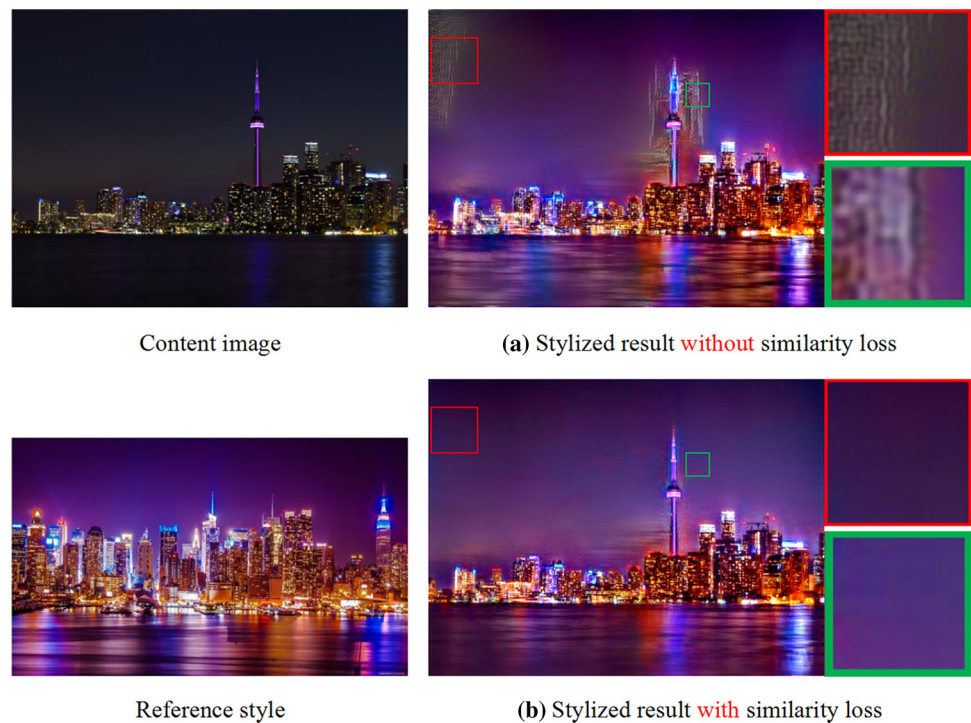 Content image
(a) Stylized result without similarity loss
Reference style
(b) Stylized result with similarity loss